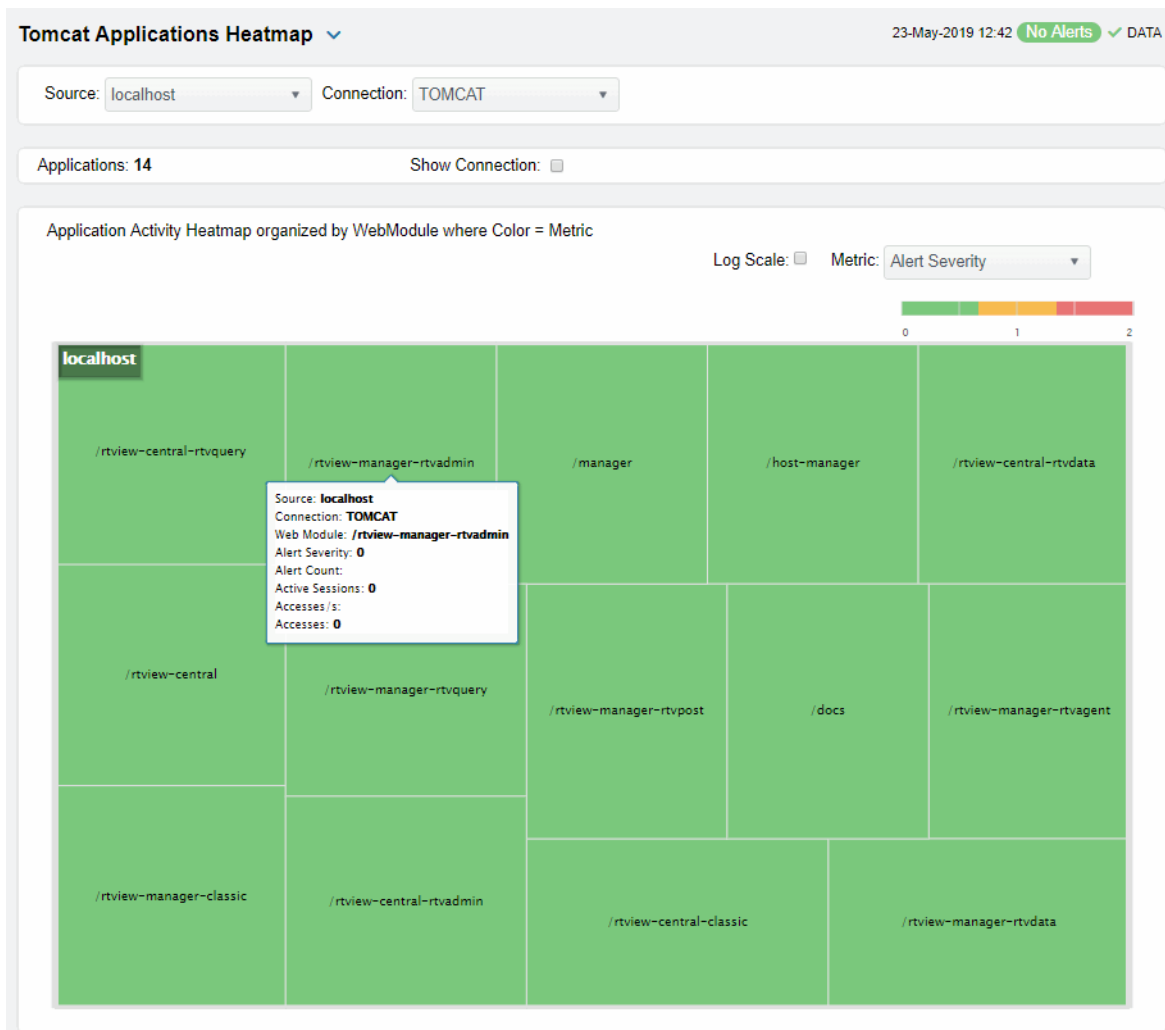 Tomcat Applications Heatmap
23-May-2019 12:42 No Alerts DATA
Source: localhost Connection: TOMCAT
Applications: 14 Show Connection:
Application Activity Heatmap organized by WebModule where Color = Metric
Log Scale: Metric: Alert Severity
0 1 2
localhost
/rtview-central-rtvquery
/rtview-manager-rtvadmin
/manager
/host-manager
/rtview-central-rtvdata
Source: localhost
Connection: TOMCAT
Web Module: /rtview-manager-rtvadmin
Alert Severity: 0
Alert Count:
Active Sessions: 0
Accesses/s:
Accesses: 0
/rtview-central
/rtview-manager-rtvquery
/rtview-manager-rtvpost
/docs
/rtview-manager-rtvagent
/rtview-manager-classic
/rtview-central-rtvadmin
/rtview-central-classic
/rtview-manager-rtvdata